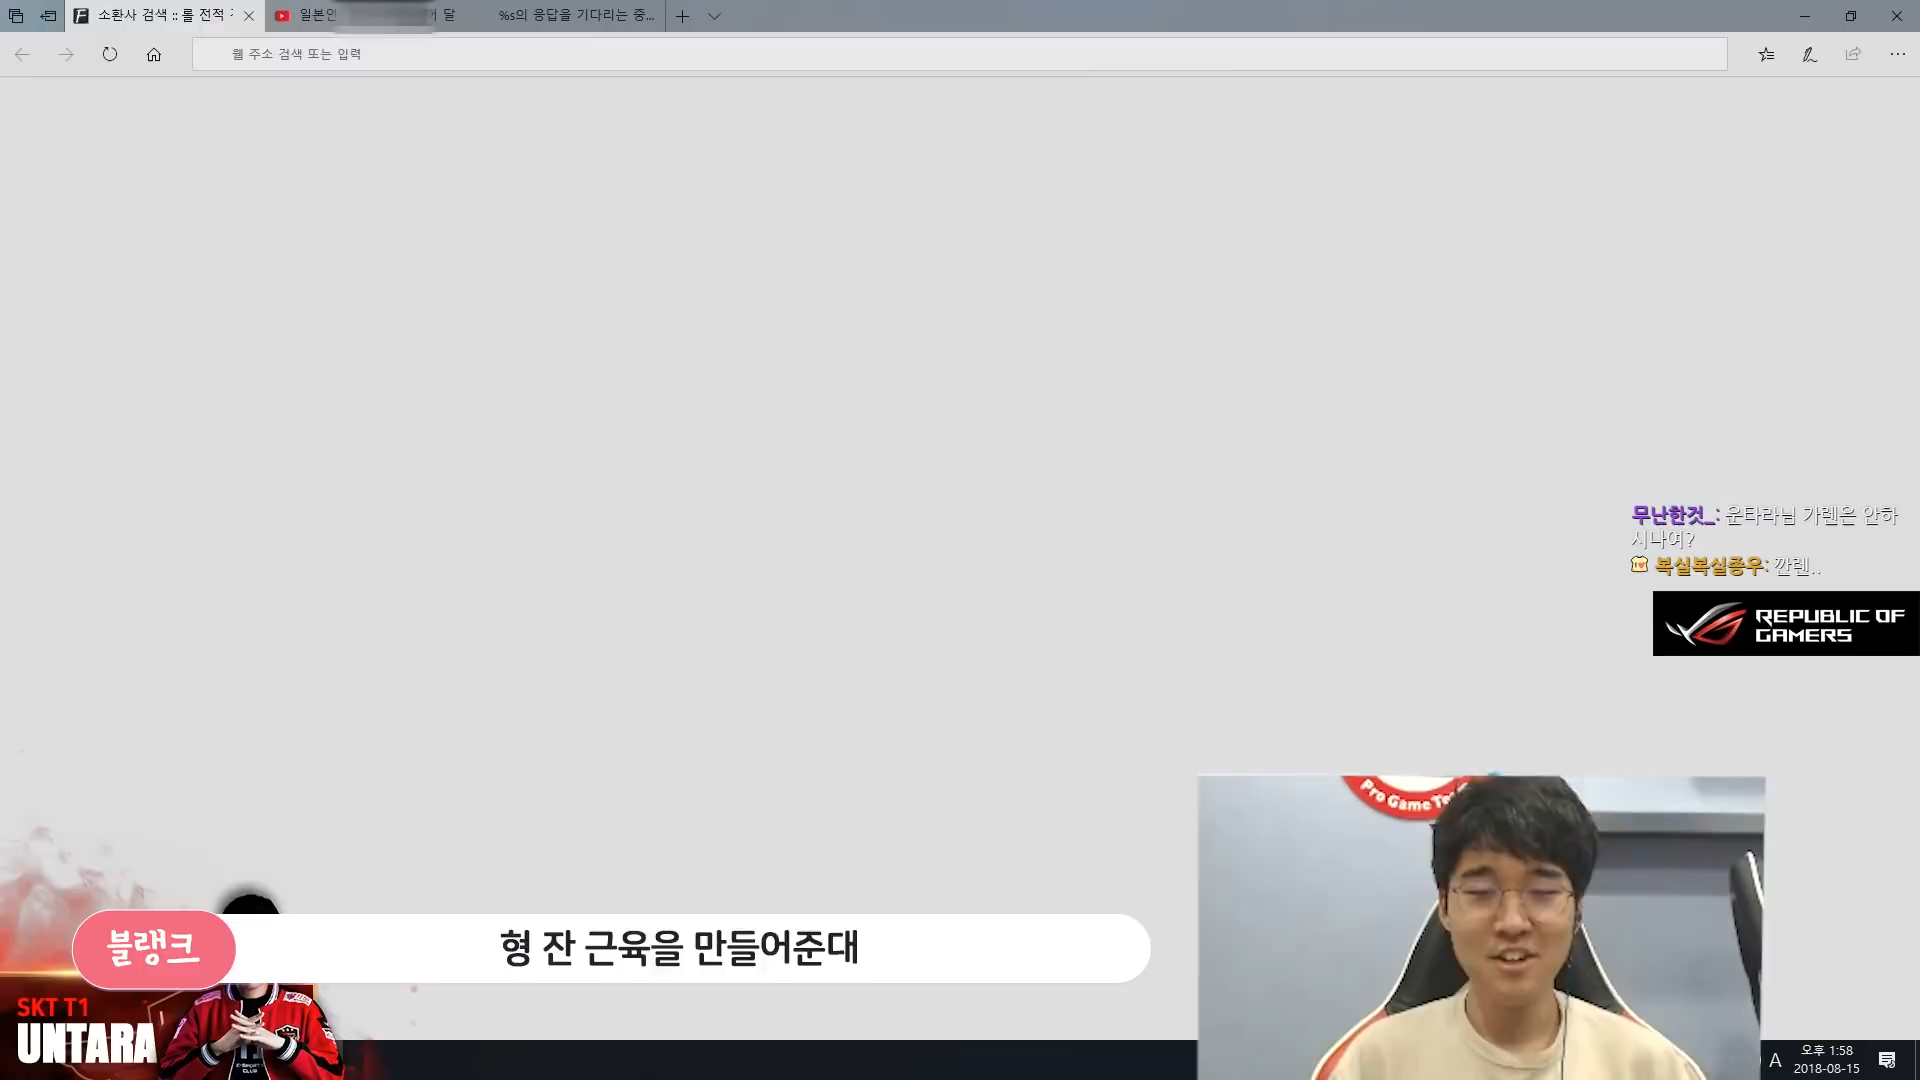 소환사 검색 :: 롤 전적
일본인
달
%s의 응답을 기다리는 중...
웹 주소 검색 또는 입력
무난한것_: 운타라님 가렌은 안하
시나여?
복실복실종우: 깐렌..
REPUBLIC OF
GAMERS
Pro Game
블랭크
형 잔 근육을 만들어준대
SKT T1
UNTARA
A
오후 1:58
2018-08-15